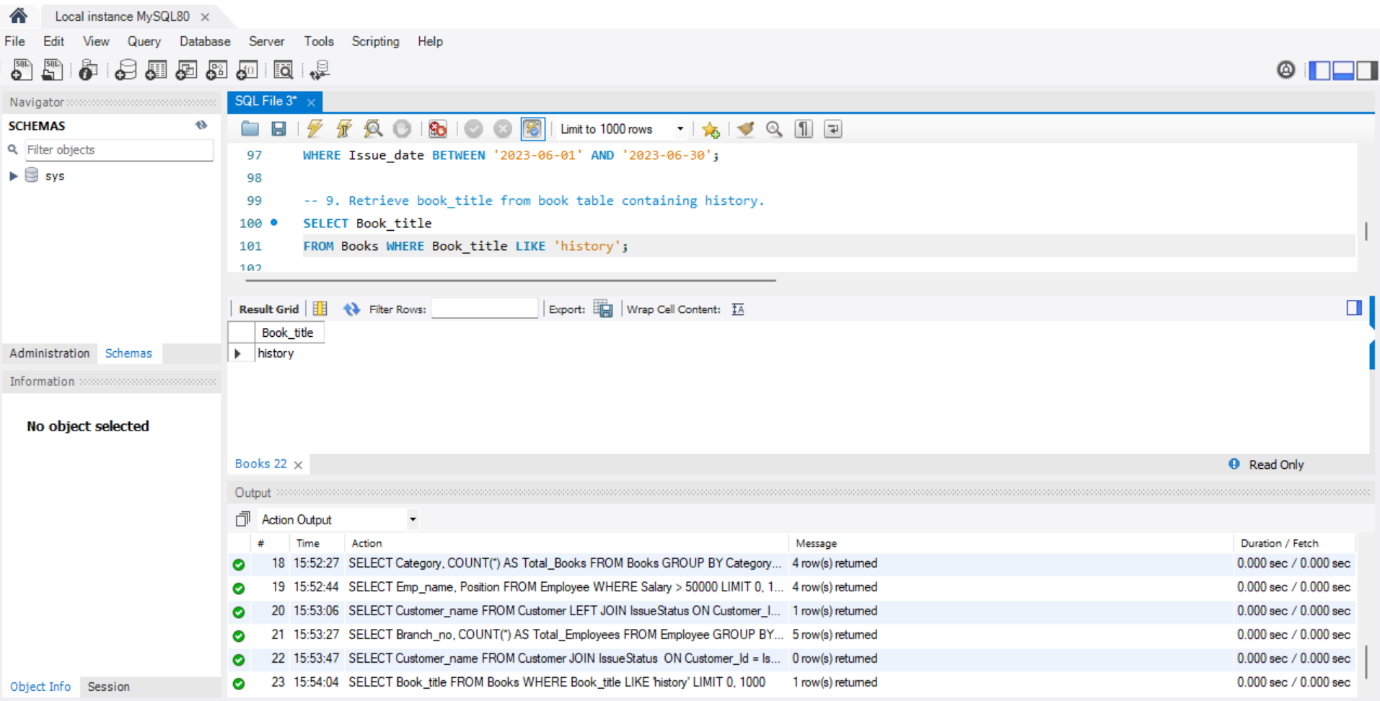 Local instance MySQL80 ×
File Edit View Query Database Server Tools Scripting Help
Navigator
SCHEMAS
Filter objects
sys
Administration Schemas
Information
No object selected
Object Info Session
SQL File 3* ×
Limit to 1000 rows
97 WHERE Issue_date BETWEEN '2023-06-01' AND '2023-06-30';
98
99 -- 9. Retrieve book_title from book table containing history.
100 SELECT Book_title
101 FROM Books WHERE Book_title LIKE 'history';
102
Result Grid Filter Rows: Export: Wrap Cell Content:
Book_title
history
Books 22 × Read Only
Output
Action Output
# Time Action Message Duration / Fetch
18 15:52:27 SELECT Category, COUNT(*) AS Total_Books FROM Books GROUP BY Category... 4 row(s) returned 0.000 sec / 0.000 sec
19 15:52:44 SELECT Emp_name, Position FROM Employee WHERE Salary > 50000 LIMIT 0, 1... 4 row(s) returned 0.000 sec / 0.000 sec
20 15:53:06 SELECT Customer_name FROM Customer LEFT JOIN IssueStatus ON Customer_I... 1 row(s) returned 0.000 sec / 0.000 sec
21 15:53:27 SELECT Branch_no, COUNT(*) AS Total_Employees FROM Employee GROUP BY... 5 row(s) returned 0.000 sec / 0.000 sec
22 15:53:47 SELECT Customer_name FROM Customer JOIN IssueStatus ON Customer_Id = Is... 0 row(s) returned 0.000 sec / 0.000 sec
23 15:54:04 SELECT Book_title FROM Books WHERE Book_title LIKE 'history' LIMIT 0, 1000 1 row(s) returned 0.000 sec / 0.000 sec